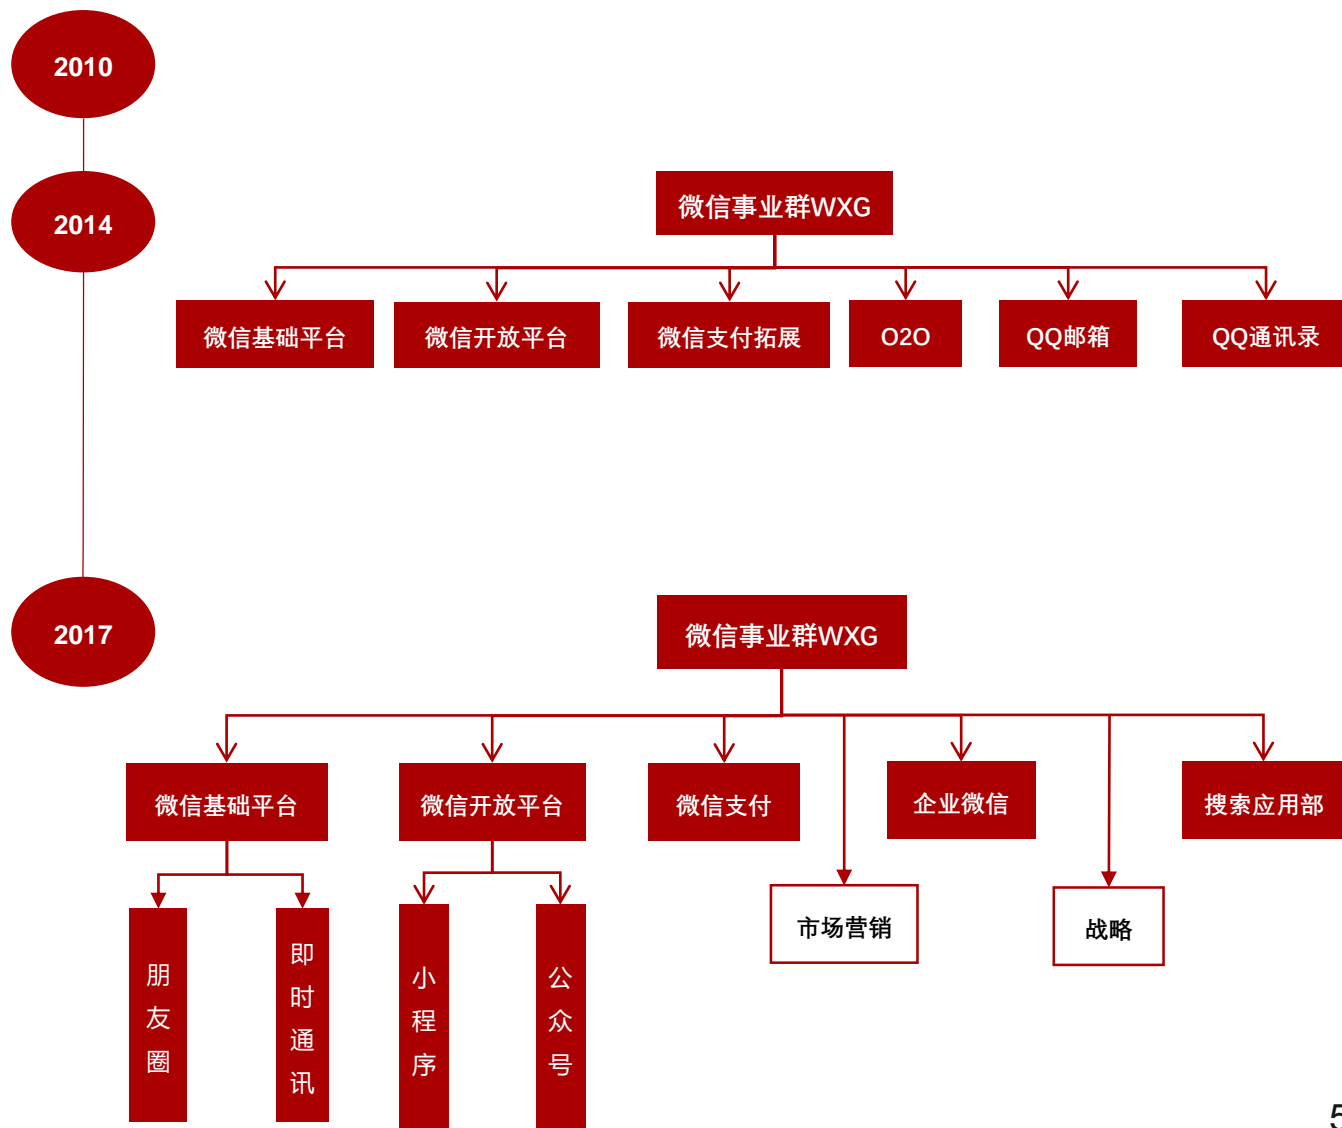 2010
2014
微信事业群WXG
微信基础平台
微信开放平台
微信支付拓展
O2O
QQ邮箱
QQ通讯录
2017
微信事业群WXG
微信基础平台
微信开放平台
微信支付
企业微信
搜索应用部
市场营销
战略
朋友圈
即时通讯
小程序
公众号
5